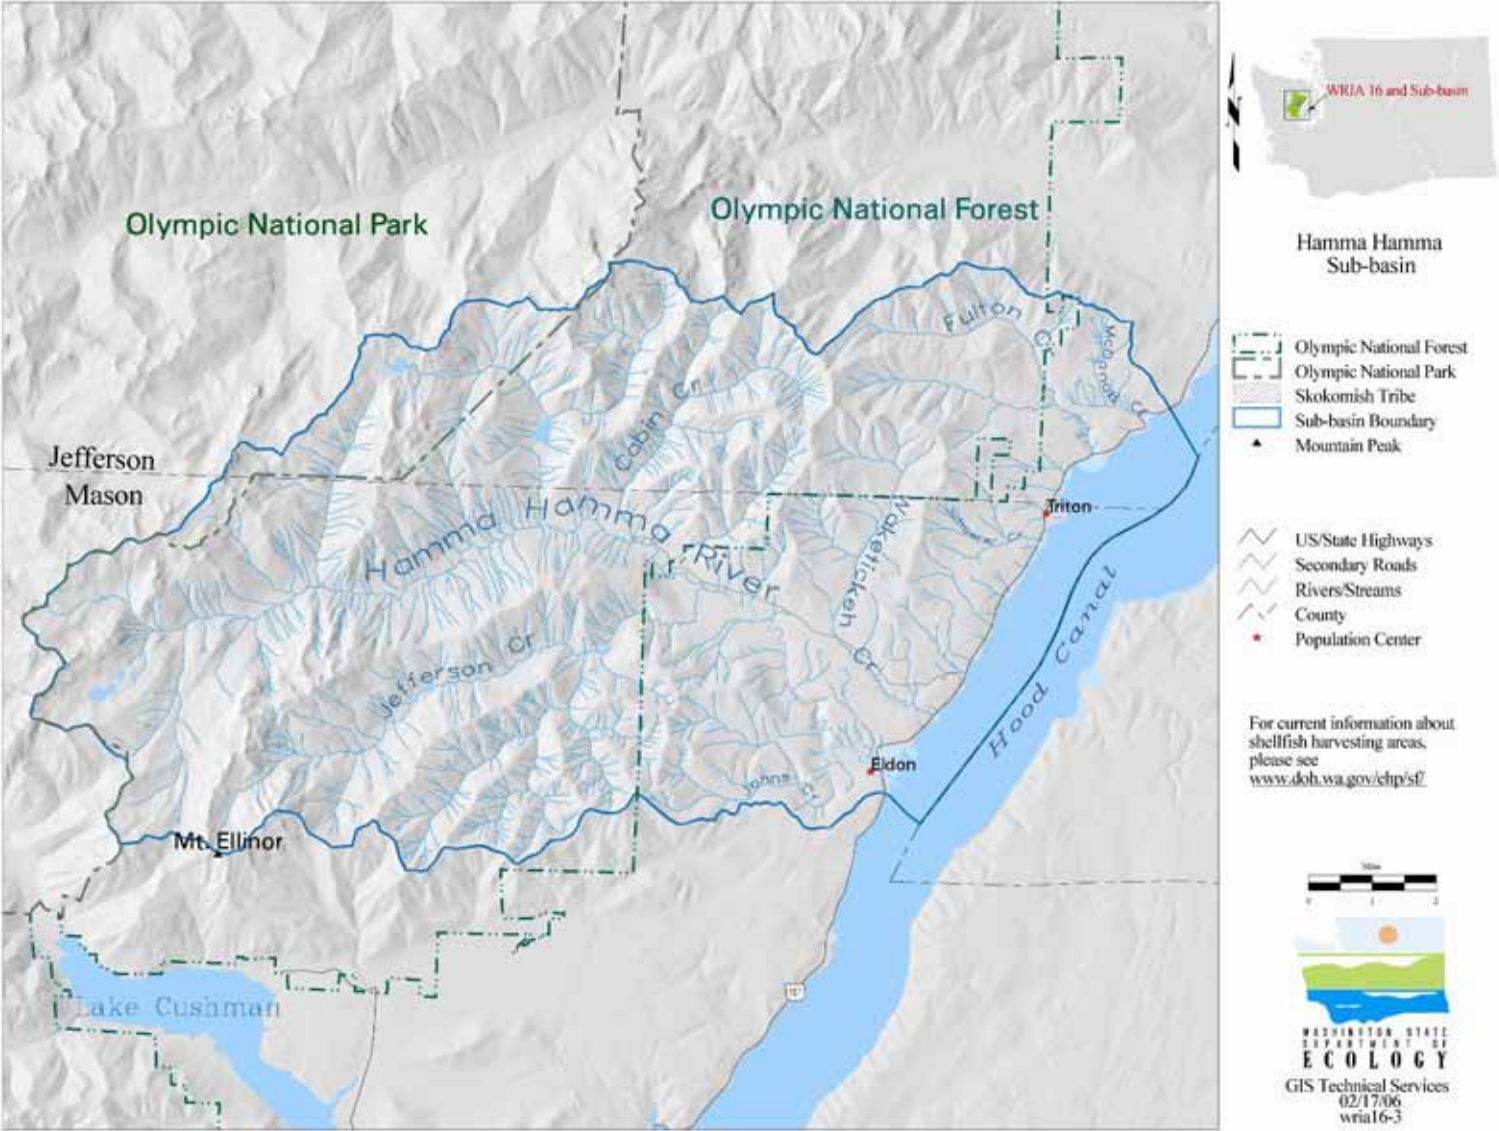 Olympic National Park
Olympic National Forest
Jefferson
Mason
Fulton Cr
McDonald Cr
Cabin Cr
Hamma Hamma River
Waketickeh Cr
Jefferson Cr
Johns Cr
Triton
Eldon
Hood Canal
Mt. Ellinor
Lake Cushman
N
WRIA 16 and Sub-basin
Hamma Hamma
Sub-basin
Olympic National Forest
Olympic National Park
Skokomish Tribe
Sub-basin Boundary
Mountain Peak
US/State Highways
Secondary Roads
Rivers/Streams
County
Population Center
For current information about
shellfish harvesting areas,
please see
www.doh.wa.gov/ehp/sf/
Miles
0 1 2
WASHINGTON STATE
DEPARTMENT OF
ECOLOGY
GIS Technical Services
02/17/06
wria16-3